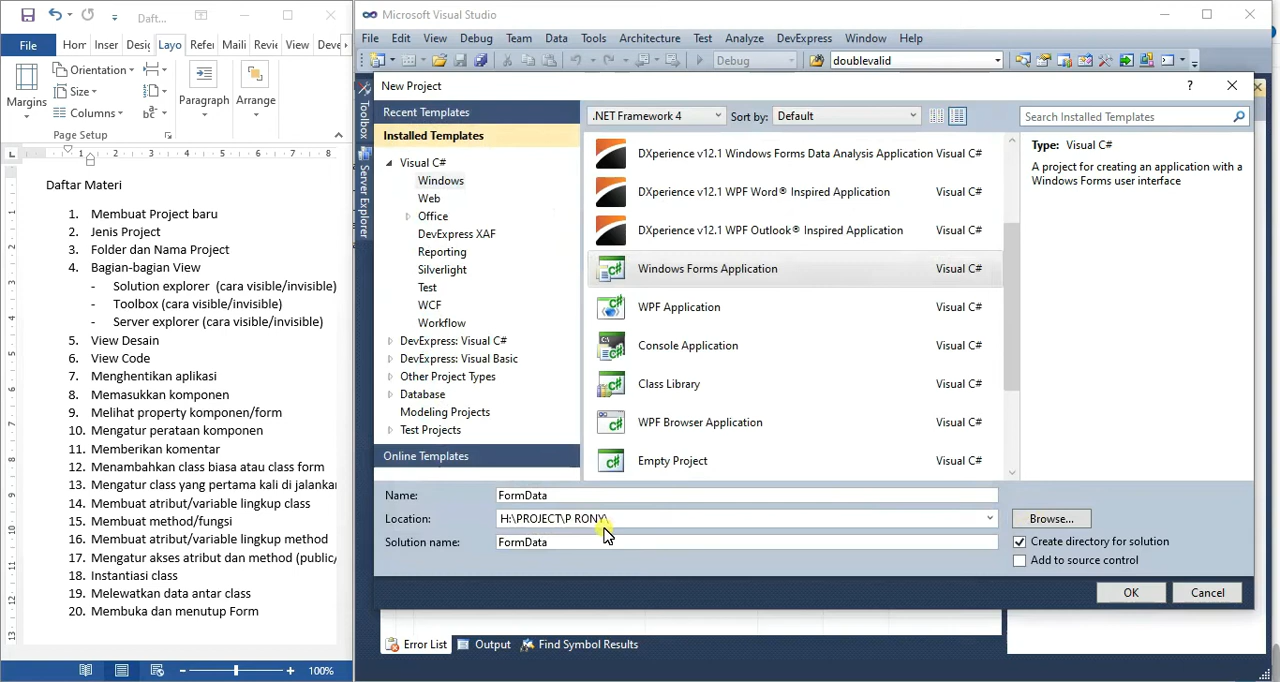 Daft...
File
Hom
Inser
Desig
Layo
Refer
Maili
Revie
View
Deve
Margins
Orientation
Size
Columns
Paragraph
Arrange
Page Setup
1 2 3 4 5 6 7 8
Daftar Materi
1. Membuat Project baru
2. Jenis Project
3. Folder dan Nama Project
4. Bagian-bagian View
- Solution explorer (cara visible/invisible)
- Toolbox (cara visible/invisible)
- Server explorer (cara visible/invisible)
5. View Desain
6. View Code
7. Menghentikan aplikasi
8. Memasukkan komponen
9. Melihat property komponen/form
10. Mengatur perataan komponen
11. Memberikan komentar
12. Menambahkan class biasa atau class form
13. Mengatur class yang pertama kali di jalankan
14. Membuat atribut/variable lingkup class
15. Membuat method/fungsi
16. Membuat atribut/variable lingkup method
17. Mengatur akses atribut dan method (public/
18. Instantiasi class
19. Melewatkan data antar class
20. Membuka dan menutup Form
100%
Microsoft Visual Studio
File Edit View Debug Team Data Tools Architecture Test Analyze DevExpress Window Help
Debug
doublevalid
Toolbox
Server Explorer
New Project
Recent Templates
Installed Templates
Visual C#
Windows
Web
Office
DevExpress XAF
Reporting
Silverlight
Test
WCF
Workflow
DevExpress: Visual C#
DevExpress: Visual Basic
Other Project Types
Database
Modeling Projects
Test Projects
Online Templates
.NET Framework 4
Sort by: Default
DXperience v12.1 Windows Forms Data Analysis Application Visual C#
DXperience v12.1 WPF Word® Inspired Application Visual C#
DXperience v12.1 WPF Outlook® Inspired Application Visual C#
Windows Forms Application Visual C#
WPF Application Visual C#
Console Application Visual C#
Class Library Visual C#
WPF Browser Application Visual C#
Empty Project Visual C#
Search Installed Templates
Type: Visual C#
A project for creating an application with a
Windows Forms user interface
Name: FormData
Location: H:\PROJECT\P RONY\
Browse...
Solution name: FormData
Create directory for solution
Add to source control
OK
Cancel
Error List
Output
Find Symbol Results